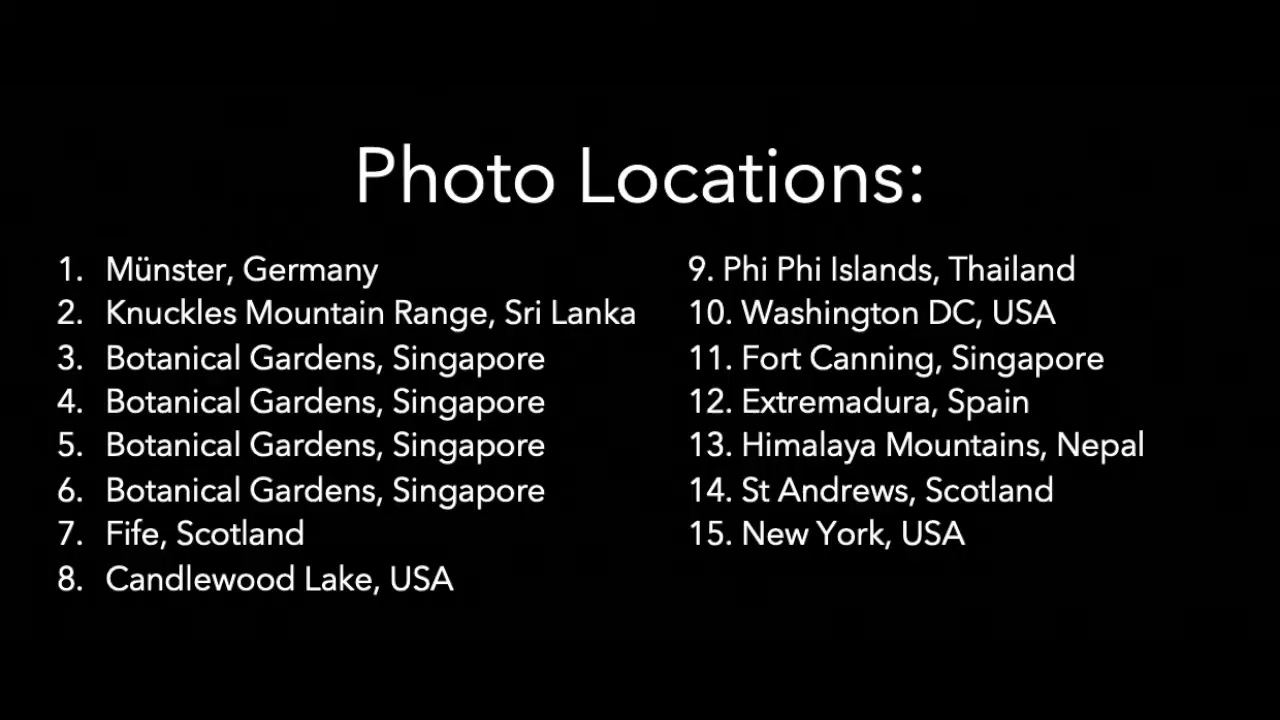 Photo Locations:
1. Münster, Germany
2. Knuckles Mountain Range, Sri Lanka
3. Botanical Gardens, Singapore
4. Botanical Gardens, Singapore
5. Botanical Gardens, Singapore
6. Botanical Gardens, Singapore
7. Fife, Scotland
8. Candlewood Lake, USA
9. Phi Phi Islands, Thailand
10. Washington DC, USA
11. Fort Canning, Singapore
12. Extremadura, Spain
13. Himalaya Mountains, Nepal
14. St Andrews, Scotland
15. New York, USA